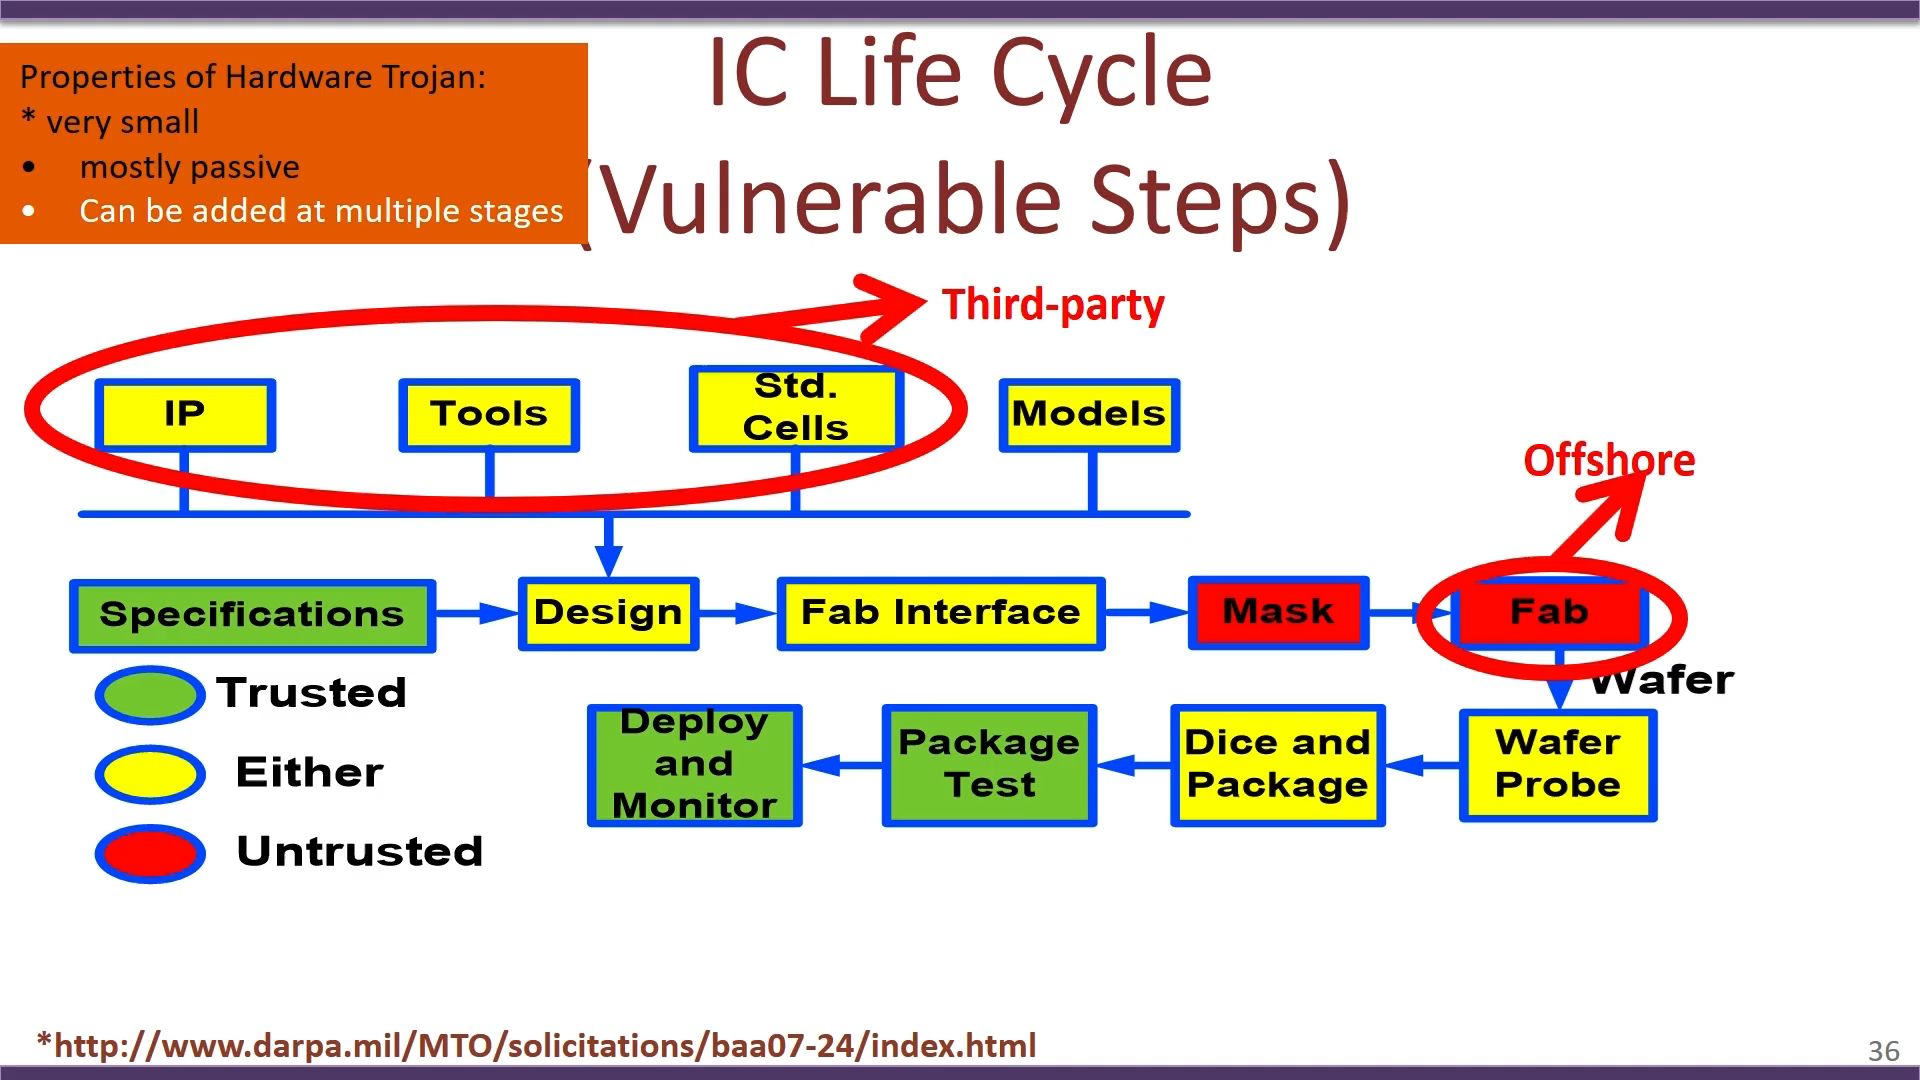 Properties of Hardware Trojan:
* very small
• mostly passive
• Can be added at multiple stages
IC Life Cycle
(Vulnerable Steps)
Third-party
IP
Tools
Std.
Cells
Models
Offshore
Specifications
Design
Fab Interface
Mask
Fab
Wafer
Trusted
Either
Untrusted
Deploy
and
Monitor
Package
Test
Dice and
Package
Wafer
Probe
*http://www.darpa.mil/MTO/solicitations/baa07-24/index.html
36